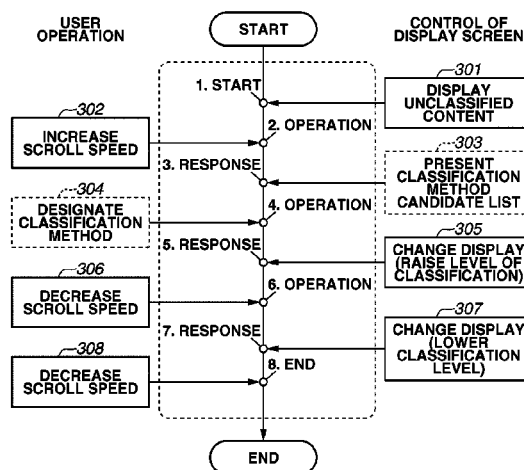 USER
OPERATION
START
CONTROL OF
DISPLAY SCREEN
1. START
301
DISPLAY
UNCLASSIFIED
CONTENT
302
INCREASE
SCROLL SPEED
2. OPERATION
303
PRESENT
CLASSIFICATION
METHOD
CANDIDATE LIST
3. RESPONSE
304
DESIGNATE
CLASSIFICATION
METHOD
4. OPERATION
305
CHANGE DISPLAY
(RAISE LEVEL OF
CLASSIFICATION)
5. RESPONSE
306
DECREASE
SCROLL SPEED
6. OPERATION
307
CHANGE DISPLAY
(LOWER
CLASSIFICATION
LEVEL)
7. RESPONSE
308
DECREASE
SCROLL SPEED
8. END
END